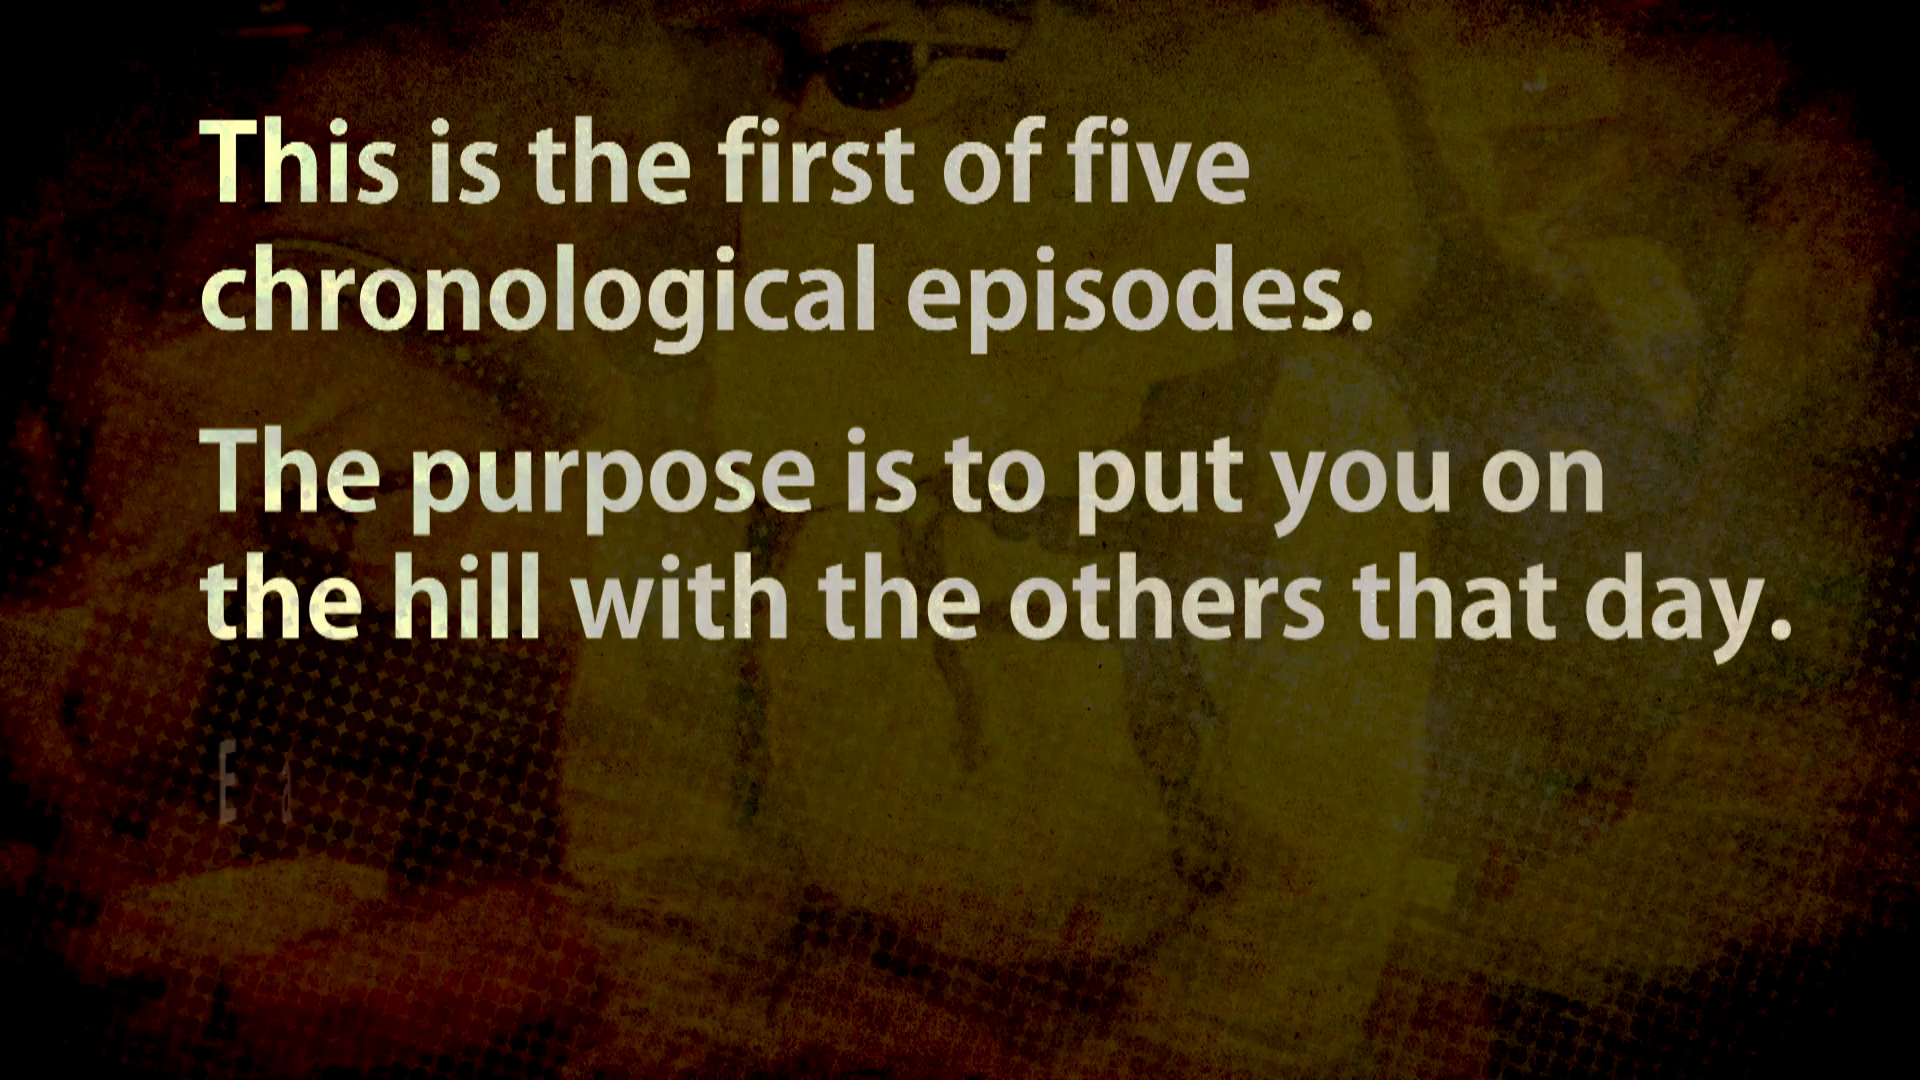 This is the first of five
chronological episodes.
The purpose is to put you on
the hill with the others that day.
E a